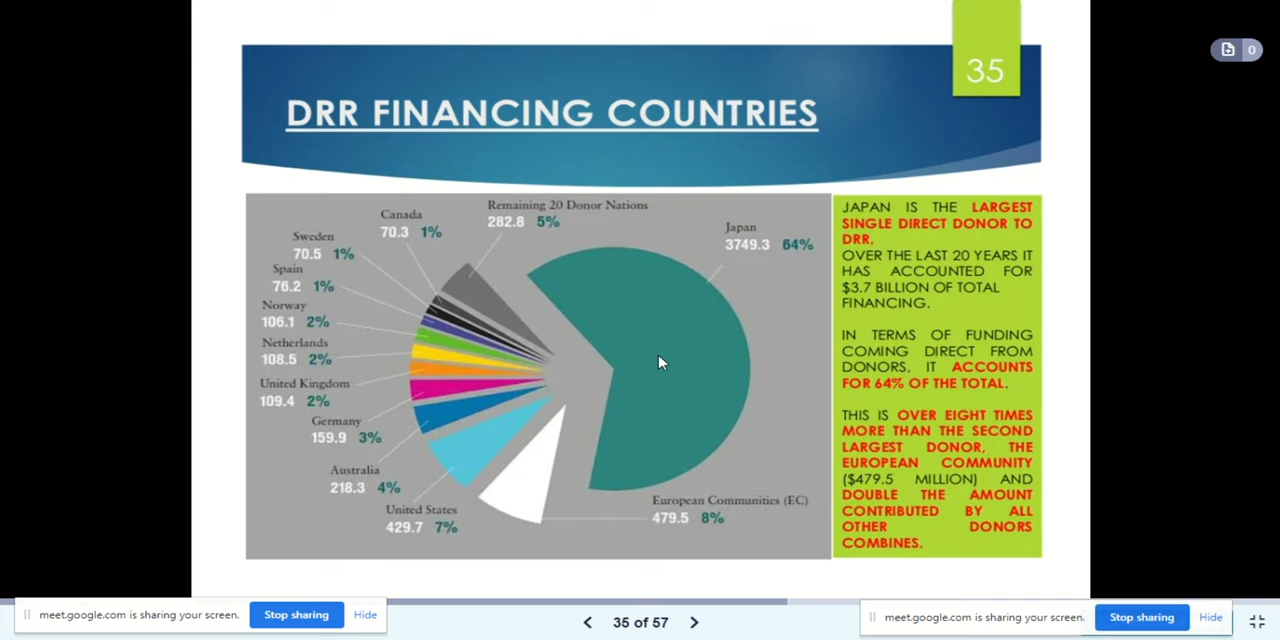 0
35
DRR FINANCING COUNTRIES
Remaining 20 Donor Nations
282.8 5%
Canada
70.3 1%
Sweden
70.5 1%
Spain
76.2 1%
Norway
106.1 2%
Netherlands
108.5 2%
United Kingdom
109.4 2%
Germany
159.9 3%
Australia
218.3 4%
United States
429.7 7%
Japan
3749.3 64%
European Communities (EC)
479.5 8%
JAPAN IS THE LARGEST
SINGLE DIRECT DONOR TO
DRR.
OVER THE LAST 20 YEARS IT
HAS ACCOUNTED FOR
$3.7 BILLION OF TOTAL
FINANCING.
IN TERMS OF FUNDING
COMING DIRECT FROM
DONORS, IT ACCOUNTS
FOR 64% OF THE TOTAL.
THIS IS OVER EIGHT TIMES
MORE THAN THE SECOND
LARGEST DONOR, THE
EUROPEAN COMMUNITY
($479.5 MILLION) AND
DOUBLE THE AMOUNT
CONTRIBUTED BY ALL
OTHER DONORS
COMBINES.
meet.google.com is sharing your screen. Stop sharing Hide
35 of 57
meet.google.com is sharing your screen. Stop sharing Hide